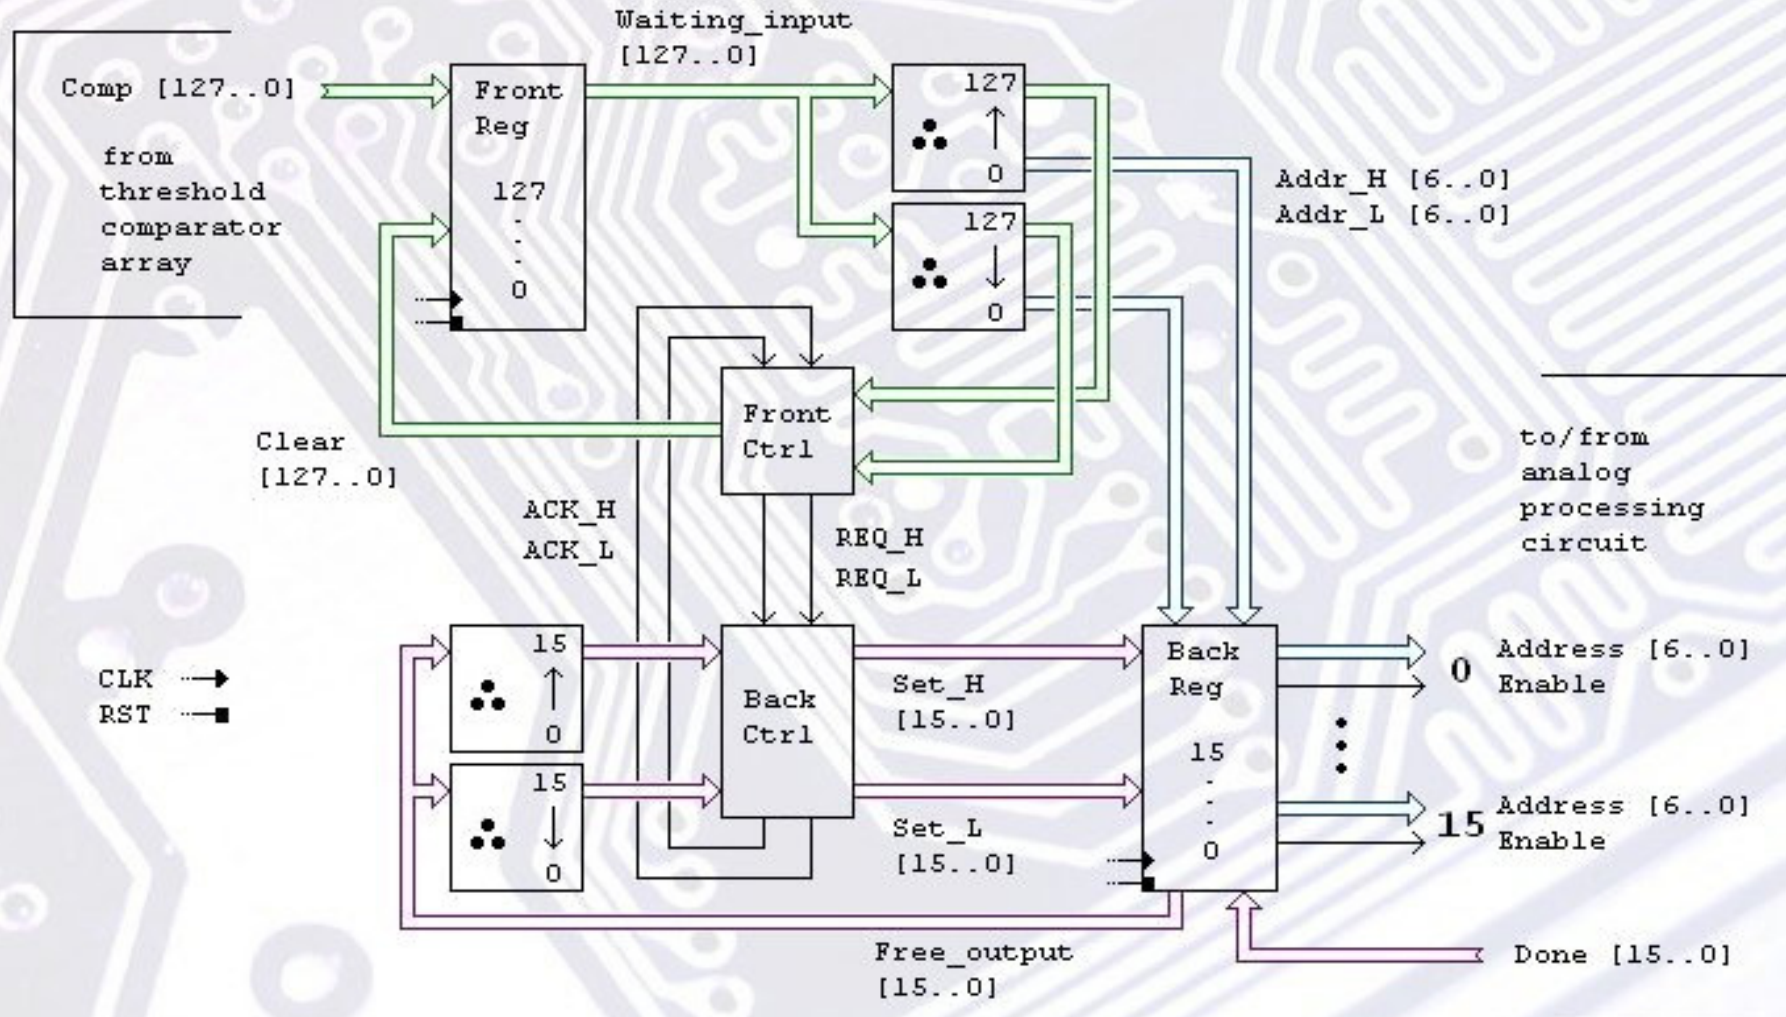 Waiting_input
[127..0]
Comp [127..0]
from
threshold
comparator
array
Front
Reg
127
0
127
0
127
0
Addr_H [6..0]
Addr_L [6..0]
Front
Ctrl
Clear
[127..0]
ACK_H
ACK_L
REQ_H
REQ_L
to/from
analog
processing
circuit
CLK
RST
15
0
15
0
Back
Ctrl
Set_H
[15..0]
Set_L
[15..0]
Back
Reg
15
0
0 Address [6..0]
Enable
15 Address [6..0]
Enable
Free_output
[15..0]
Done [15..0]